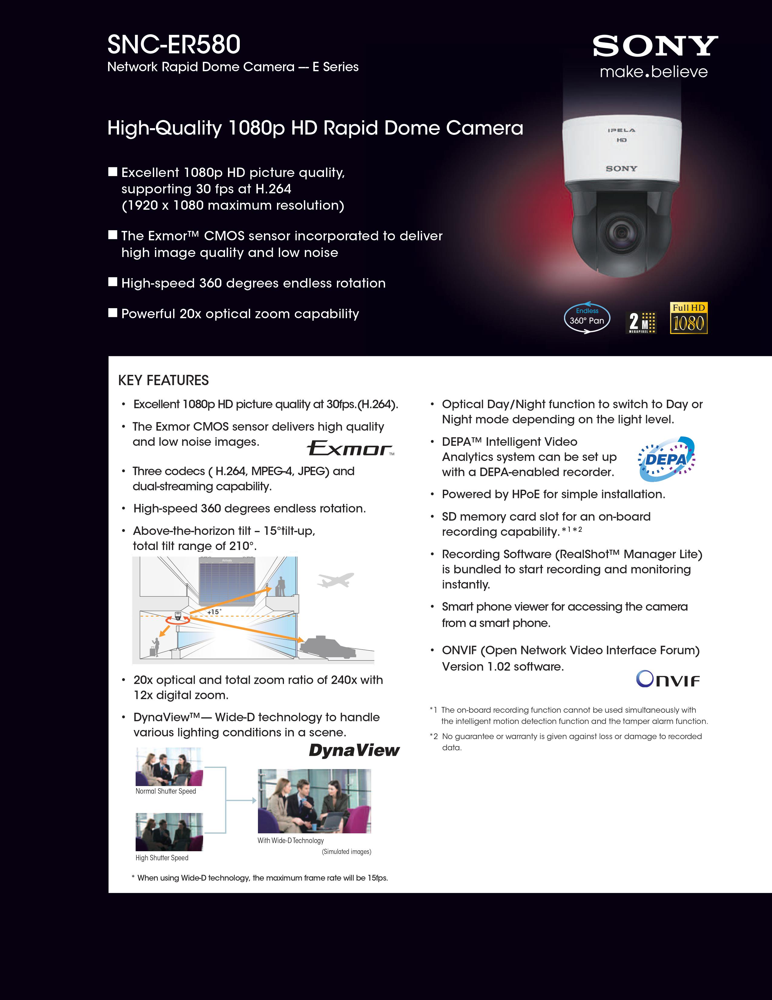 SNC-ER580
Network Rapid Dome Camera –- E Series
SONY
make.believe
High-Quality 1080p HD Rapid Dome Camera
IPELA
HD
SONY
Excellent 1080p HD picture quality,
supporting 30 fps at H.264
(1920 x 1080 maximum resolution)
The Exmor™ CMOS sensor incorporated to deliver
high image quality and low noise
High-speed 360 degrees endless rotation
Powerful 20x optical zoom capability
Endless
360° Pan
2 M
MEGAPIXEL
Full HD
1080
KEY FEATURES
• Excellent 1080p HD picture quality at 30fps.(H.264).
• The Exmor CMOS sensor delivers high quality
and low noise images.
Exmor™
• Three codecs ( H.264, MPEG-4, JPEG) and
dual-streaming capability.
• High-speed 360 degrees endless rotation.
• Above-the-horizon tilt – 15°tilt-up,
total tilt range of 210°.
Arrivals
+15˚
• 20x optical and total zoom ratio of 240x with
12x digital zoom.
• DynaView™— Wide-D technology to handle
various lighting conditions in a scene.
DynaView
Normal Shutter Speed
High Shutter Speed
With Wide-D Technology
(Simulated images)
* When using Wide-D technology, the maximum frame rate will be 15fps.
• Optical Day/Night function to switch to Day or
Night mode depending on the light level.
• DEPA™ Intelligent Video
Analytics system can be set up
with a DEPA-enabled recorder.
DEPA
• Powered by HPoE for simple installation.
• SD memory card slot for an on-board
recording capability.*1*2
• Recording Software (RealShot™ Manager Lite)
is bundled to start recording and monitoring
instantly.
• Smart phone viewer for accessing the camera
from a smart phone.
• ONVIF (Open Network Video Interface Forum)
Version 1.02 software.
ONVIF
*1 The on-board recording function cannot be used simultaneously with
the intelligent motion detection function and the tamper alarm function.
*2 No guarantee or warranty is given against loss or damage to recorded
data.